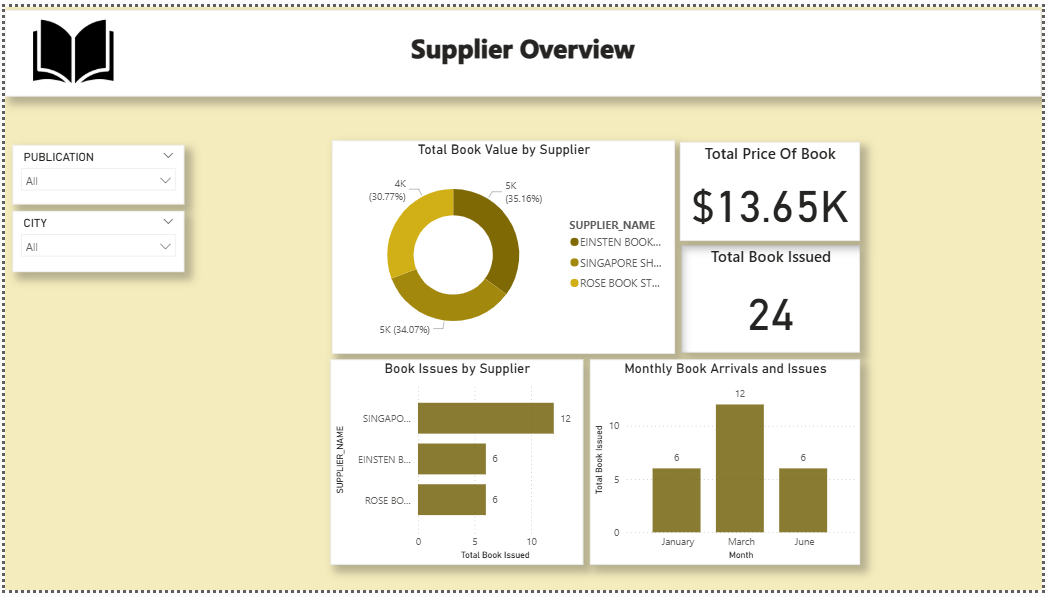 Supplier Overview
PUBLICATION
All
CITY
All
Total Book Value by Supplier
4K
(30.77%)
5K
(35.16%)
5K (34.07%)
SUPPLIER_NAME
EINSTEN BOOK...
SINGAPORE SH...
ROSE BOOK ST...
Total Price Of Book
$13.65K
Total Book Issued
24
Book Issues by Supplier
SUPPLIER_NAME
SINGAPO...
12
EINSTEN B...
6
ROSE BO...
6
0 5 10
Total Book Issued
Monthly Book Arrivals and Issues
Total Book Issued
10
5
0
6
12
6
January March June
Month